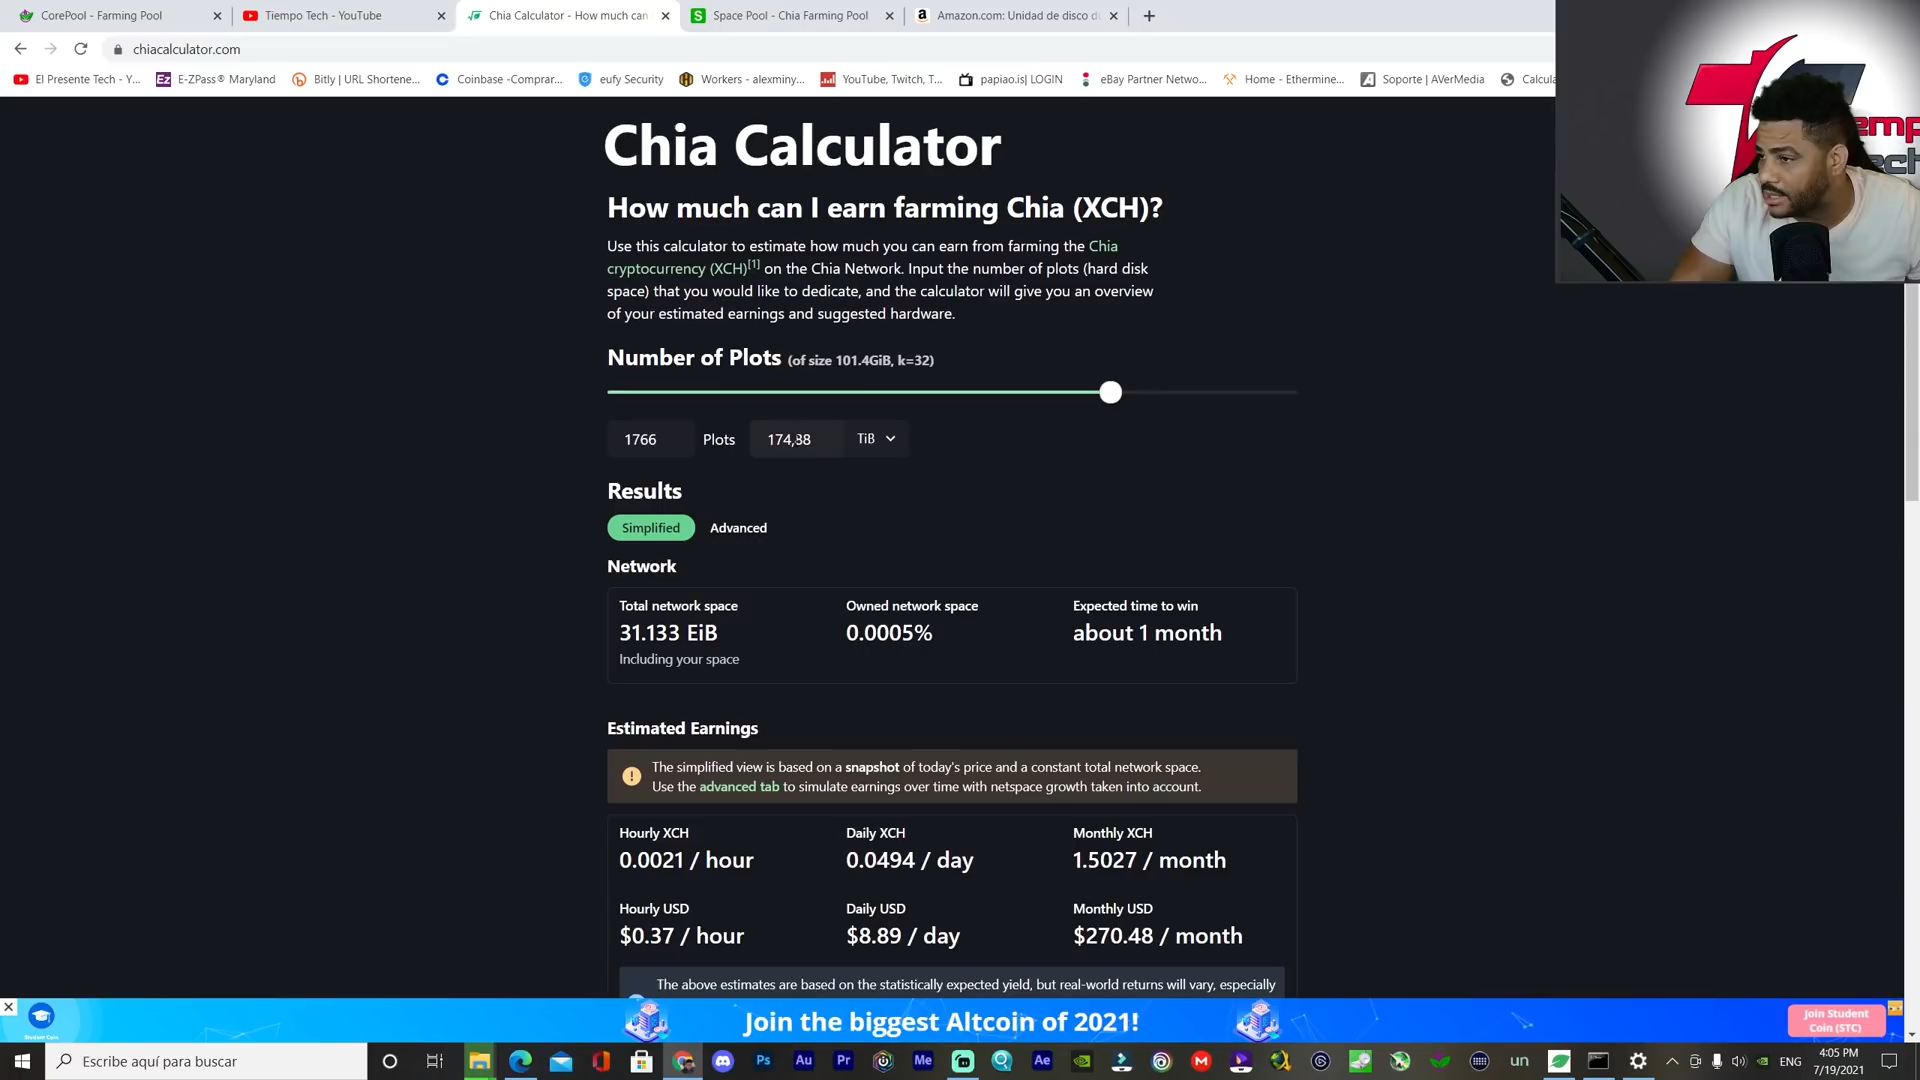 CorePool - Farming Pool
Tiempo Tech - YouTube
Chia Calculator - How much can
Space Pool - Chia Farming Pool
Amazon.com: Unidad de disco du
chiacalculator.com
El Presente Tech - Y...
E-ZPass® Maryland
Bitly | URL Shortene...
Coinbase -Comprar...
eufy Security
Workers - alexminy...
YouTube, Twitch, T...
papiao.is| LOGIN
eBay Partner Netwo...
Home - Ethermine...
Soporte | AVerMedia
Calcula
Chia Calculator
How much can I earn farming Chia (XCH)?
Use this calculator to estimate how much you can earn from farming the Chia
cryptocurrency (XCH)[1] on the Chia Network. Input the number of plots (hard disk
space) that you would like to dedicate, and the calculator will give you an overview
of your estimated earnings and suggested hardware.
Number of Plots (of size 101.4GiB, k=32)
1766 Plots 174,88 TiB
Results
Simplified Advanced
Network
Total network space Owned network space Expected time to win
31.133 EiB 0.0005% about 1 month
Including your space
Estimated Earnings
The simplified view is based on a snapshot of today's price and a constant total network space.
Use the advanced tab to simulate earnings over time with netspace growth taken into account.
Hourly XCH Daily XCH Monthly XCH
0.0021 / hour 0.0494 / day 1.5027 / month
Hourly USD Daily USD Monthly USD
$0.37 / hour $8.89 / day $270.48 / month
The above estimates are based on the statistically expected yield, but real-world returns will vary, especially
Student Coin
Join the biggest Altcoin of 2021!
Join Student
Coin (STC)
Escribe aquí para buscar
Ps
Au
Pr
Me
Ae
un
ENG
4:05 PM
7/19/2021